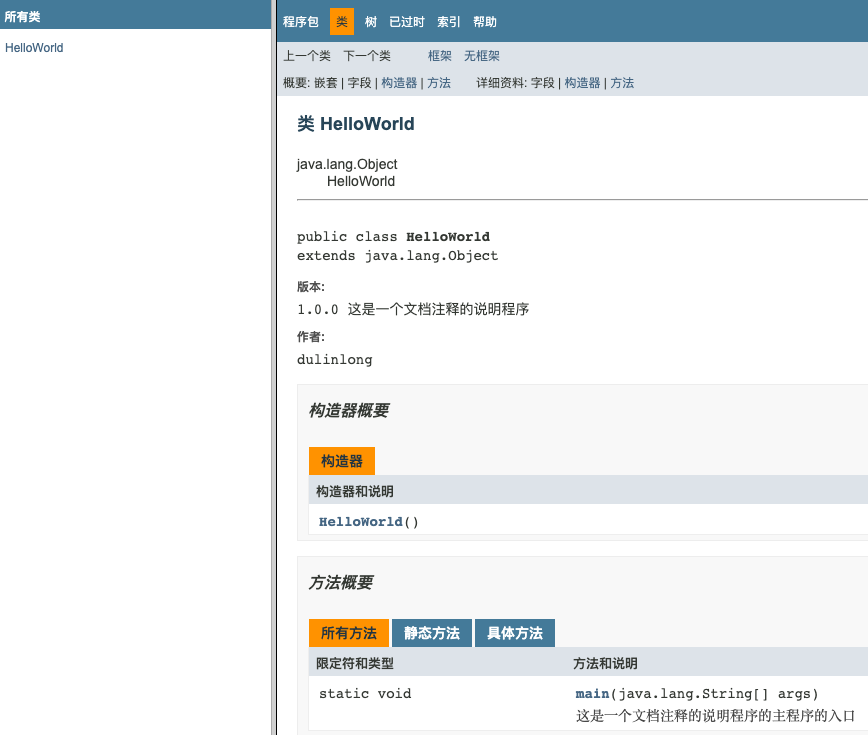 所有类
HelloWorld
程序包 类 树 已过时 索引 帮助
上一个类 下一个类 框架 无框架
概要: 嵌套 | 字段 | 构造器 | 方法 详细资料: 字段 | 构造器 | 方法
类 HelloWorld
java.lang.Object
HelloWorld
public class HelloWorld
extends java.lang.Object
版本:
1.0.0 这是一个文档注释的说明程序
作者:
dulinlong
构造器概要
构造器
构造器和说明
HelloWorld()
方法概要
所有方法 静态方法 具体方法
限定符和类型 方法和说明
static void main(java.lang.String[] args)
这是一个文档注释的说明程序的主程序的入口